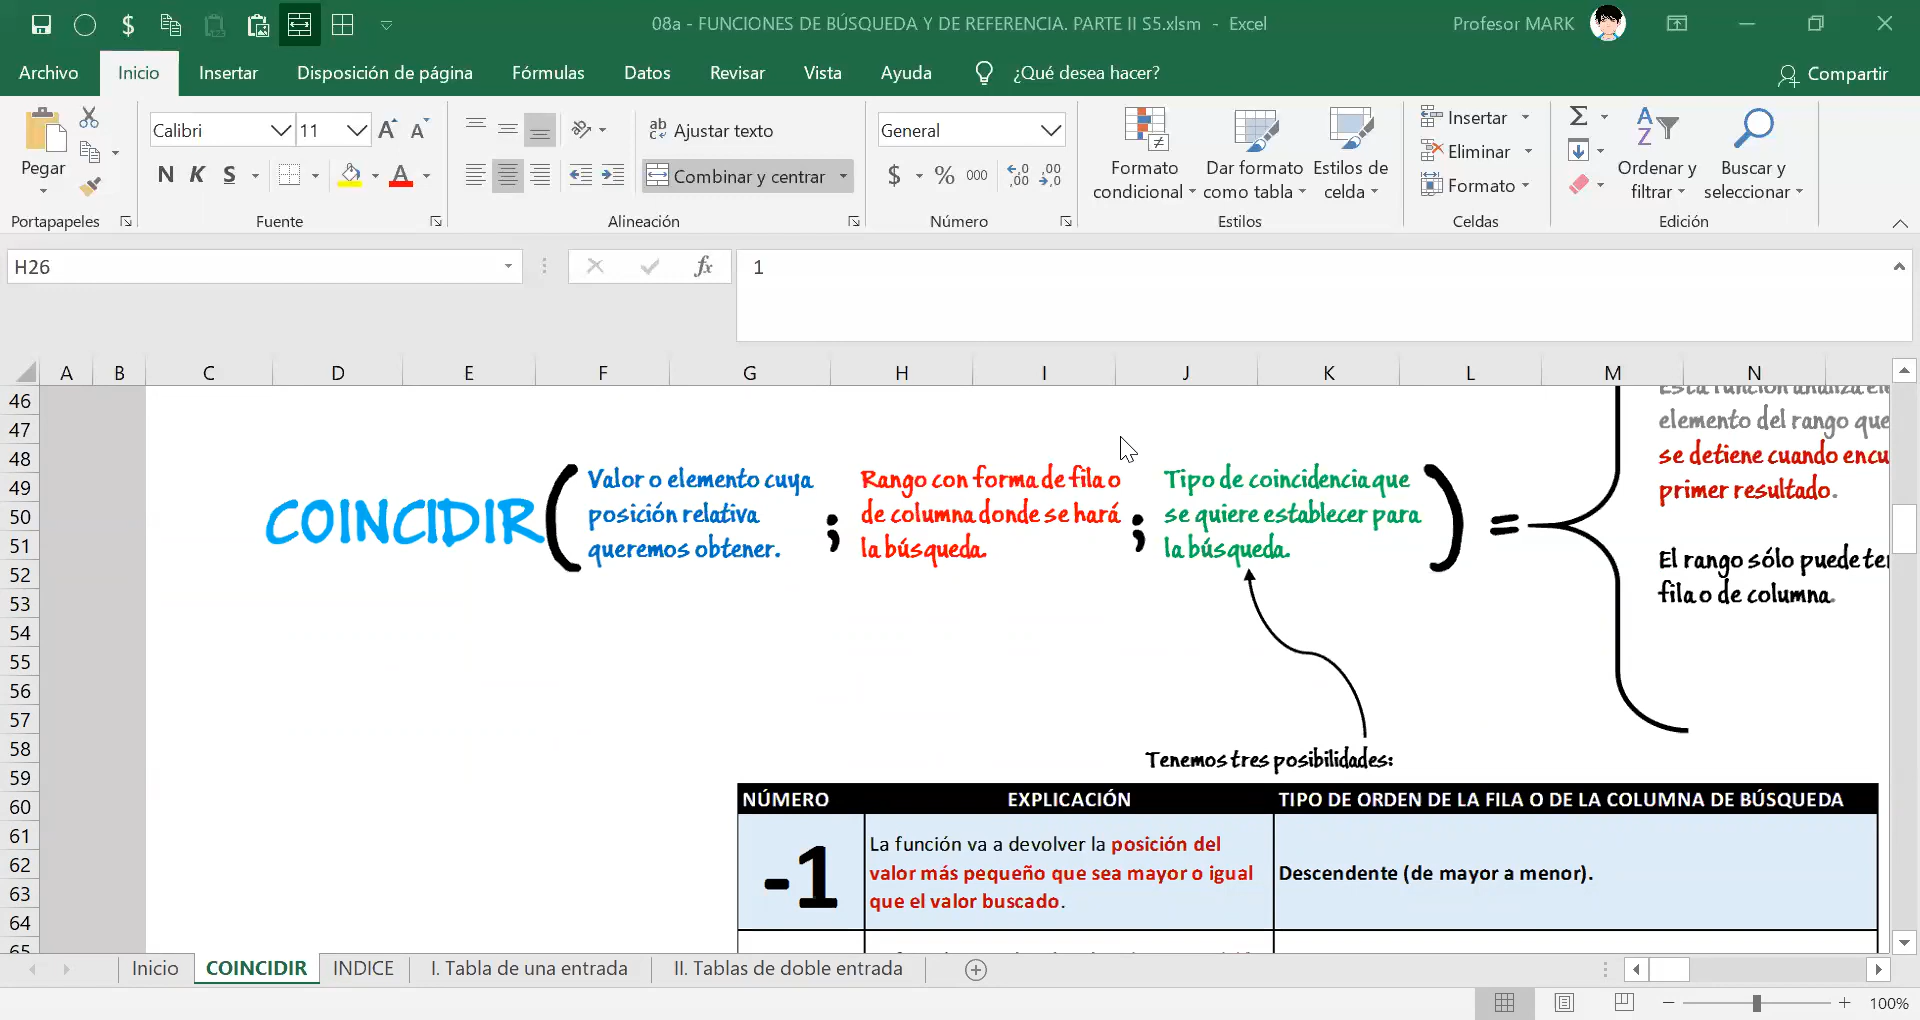 08a - FUNCIONES DE BÚSQUEDA Y DE REFERENCIA. PARTE II S5.xlsm - Excel
Profesor MARK
Archivo Inicio Insertar Disposición de página Fórmulas Datos Revisar Vista Ayuda ¿Qué desea hacer? Compartir
Calibri 11 Ajustar texto General
Insertar
Eliminar
Formato
Pegar
N K S
Combinar y centrar
$ % 000
Formato condicional
Dar formato como tabla
Estilos de celda
Ordenar y filtrar
Buscar y seleccionar
Portapapeles Fuente Alineación Número Estilos Celdas Edición
H26 fx 1
A B C D E F G H I J K L M N
46
47
48
49
50
51
52
53
54
55
56
57
58
59
60
61
62
63
64
65
COINCIDIR (
Valor o elemento cuya
posición relativa
queremos obtener.
;
Rango con forma de fila o
de columna donde se hará
la búsqueda.
;
Tipo de coincidencia que
se quiere establecer para
la búsqueda.
) =
Esta función analiza
elemento del rango que
se detiene cuando encu
primer resultado.
El rango sólo puede te
fila o de columna.
Tenemos tres posibilidades:
NÚMERO EXPLICACIÓN TIPO DE ORDEN DE LA FILA O DE LA COLUMNA DE BÚSQUEDA
-1
La función va a devolver la posición del
valor más pequeño que sea mayor o igual
que el valor buscado.
Descendente (de mayor a menor).
Inicio COINCIDIR INDICE I. Tabla de una entrada II. Tablas de doble entrada
100%